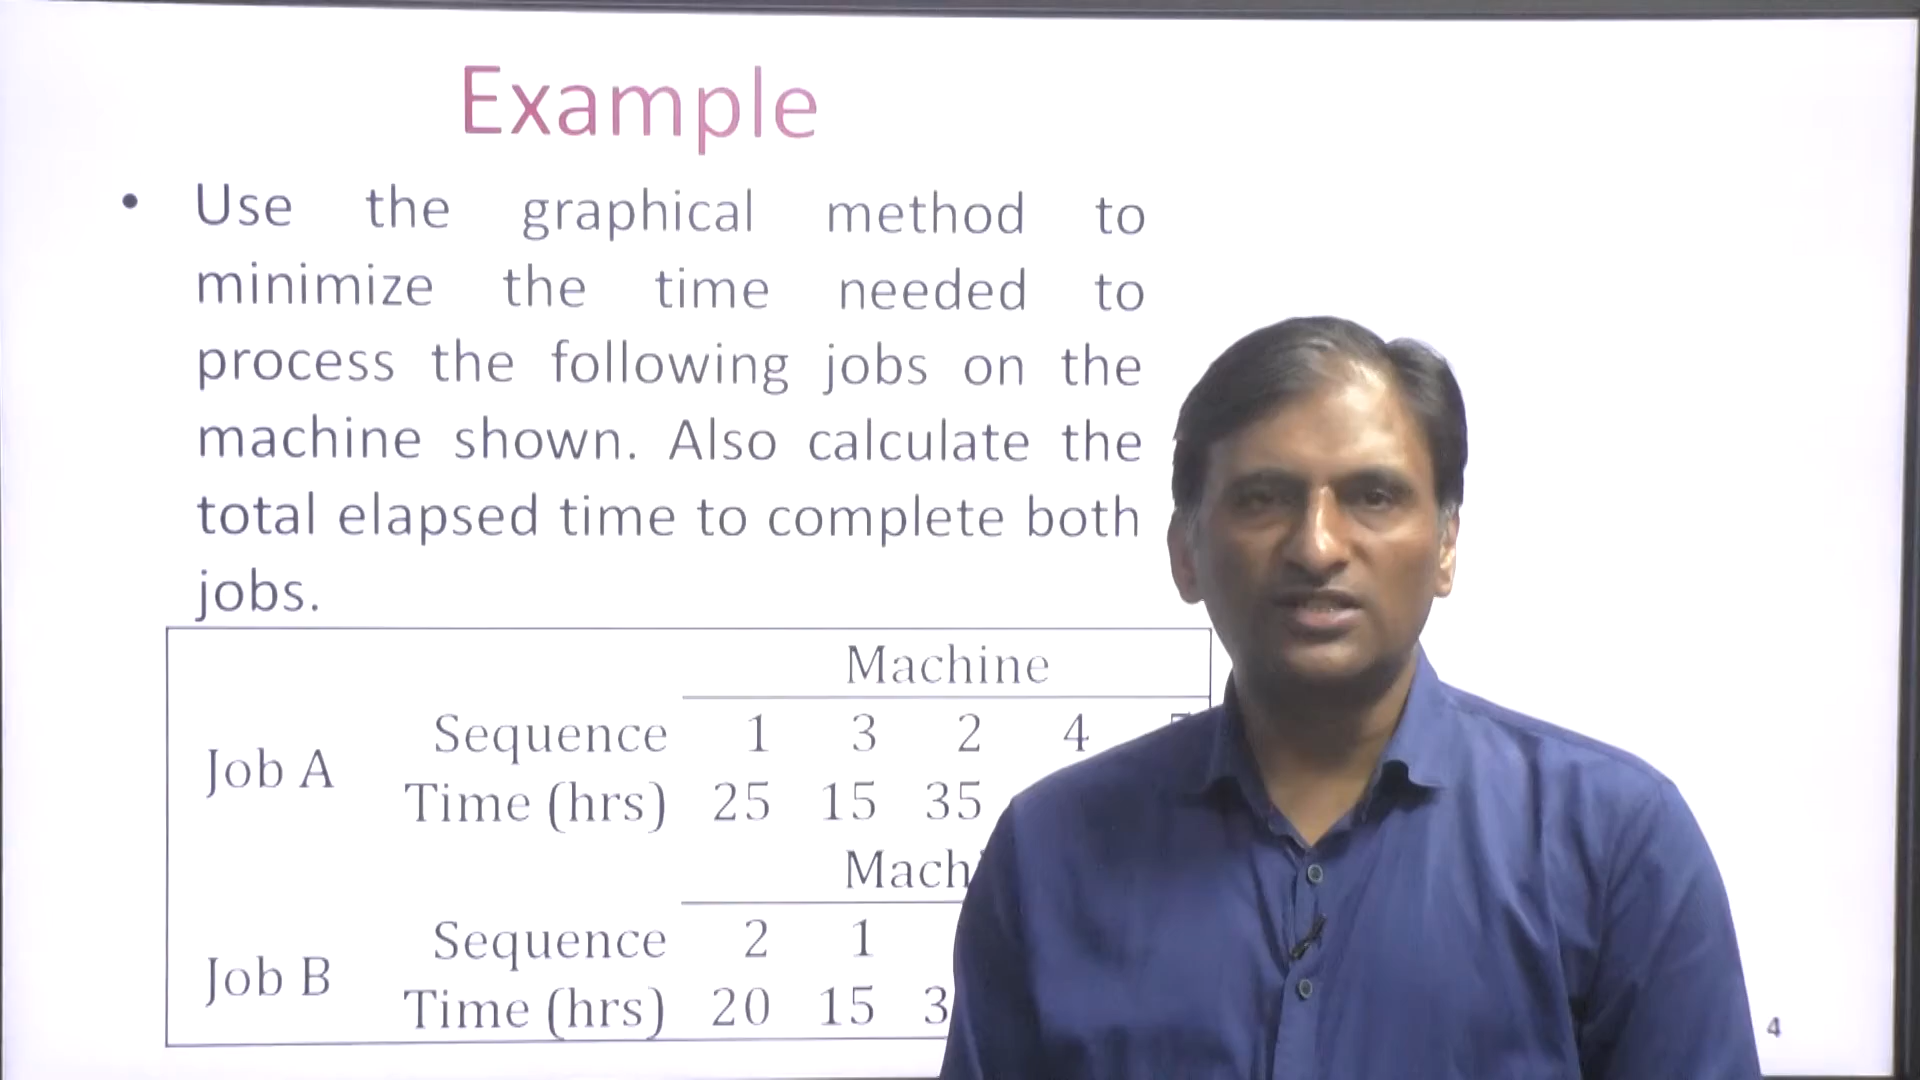 Example
• Use the graphical method to
minimize the time needed to
process the following jobs on the
machine shown. Also calculate the
total elapsed time to complete both
jobs.
Machine
Job A
Sequence 1 3 2 4
Time (hrs) 25 15 35
Job B
Sequence 2 1
Time (hrs) 20 15
4